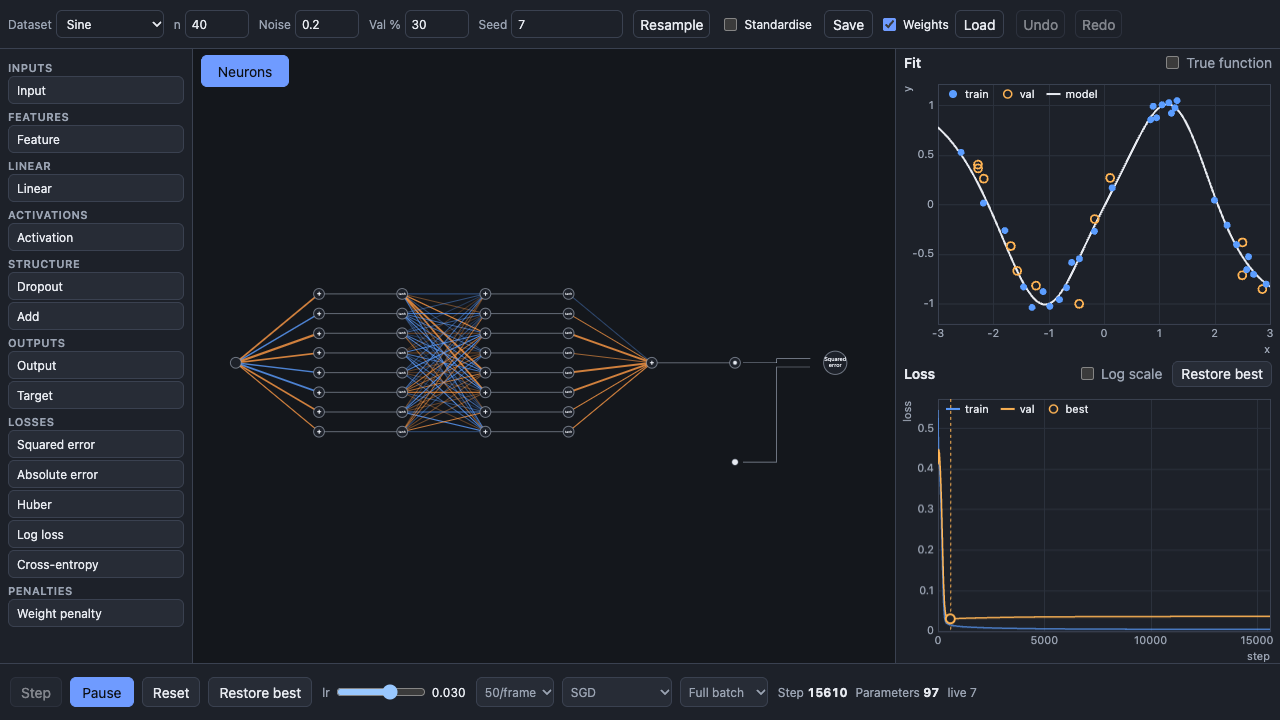 Dataset Sine n 40 Noise 0.2 Val % 30 Seed 7 Resample Standardise Save Weights Load Undo Redo
INPUTS
Input
FEATURES
Feature
LINEAR
Linear
ACTIVATIONS
Activation
STRUCTURE
Dropout
Add
OUTPUTS
Output
Target
LOSSES
Squared error
Absolute error
Huber
Log loss
Cross-entropy
PENALTIES
Weight penalty
Neurons
Squared
error
Fit True function
y
train val model
1
0.5
0
-0.5
-1
-3 -2 -1 0 1 2 3
x
Loss Log scale Restore best
loss
train val best
0.5
0.4
0.3
0.2
0.1
0
0 5000 10000 15000
step
Step Pause Reset Restore best lr 0.030 50/frame SGD Full batch Step 15610 Parameters 97 live 7